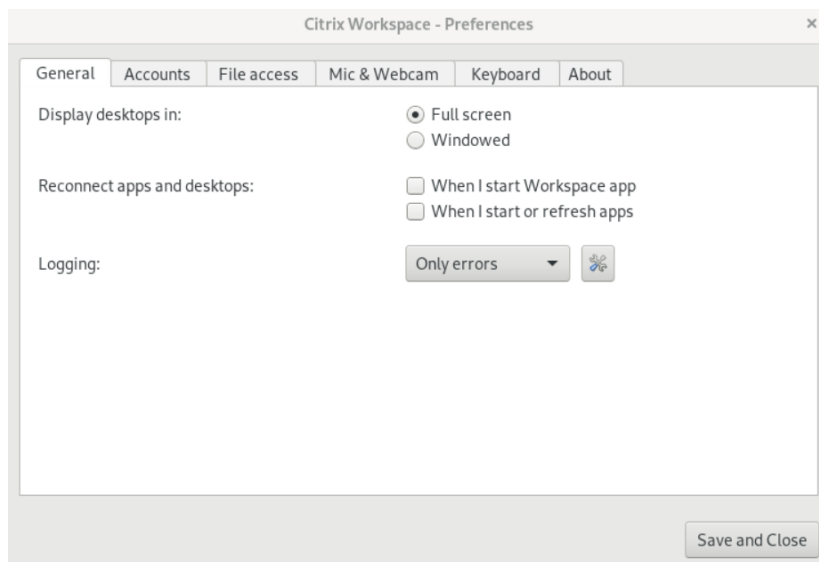 Citrix Workspace - Preferences ×
General Accounts File access Mic & Webcam Keyboard About
Display desktops in: Full screen
Windowed
Reconnect apps and desktops: When I start Workspace app
When I start or refresh apps
Logging: Only errors
Save and Close